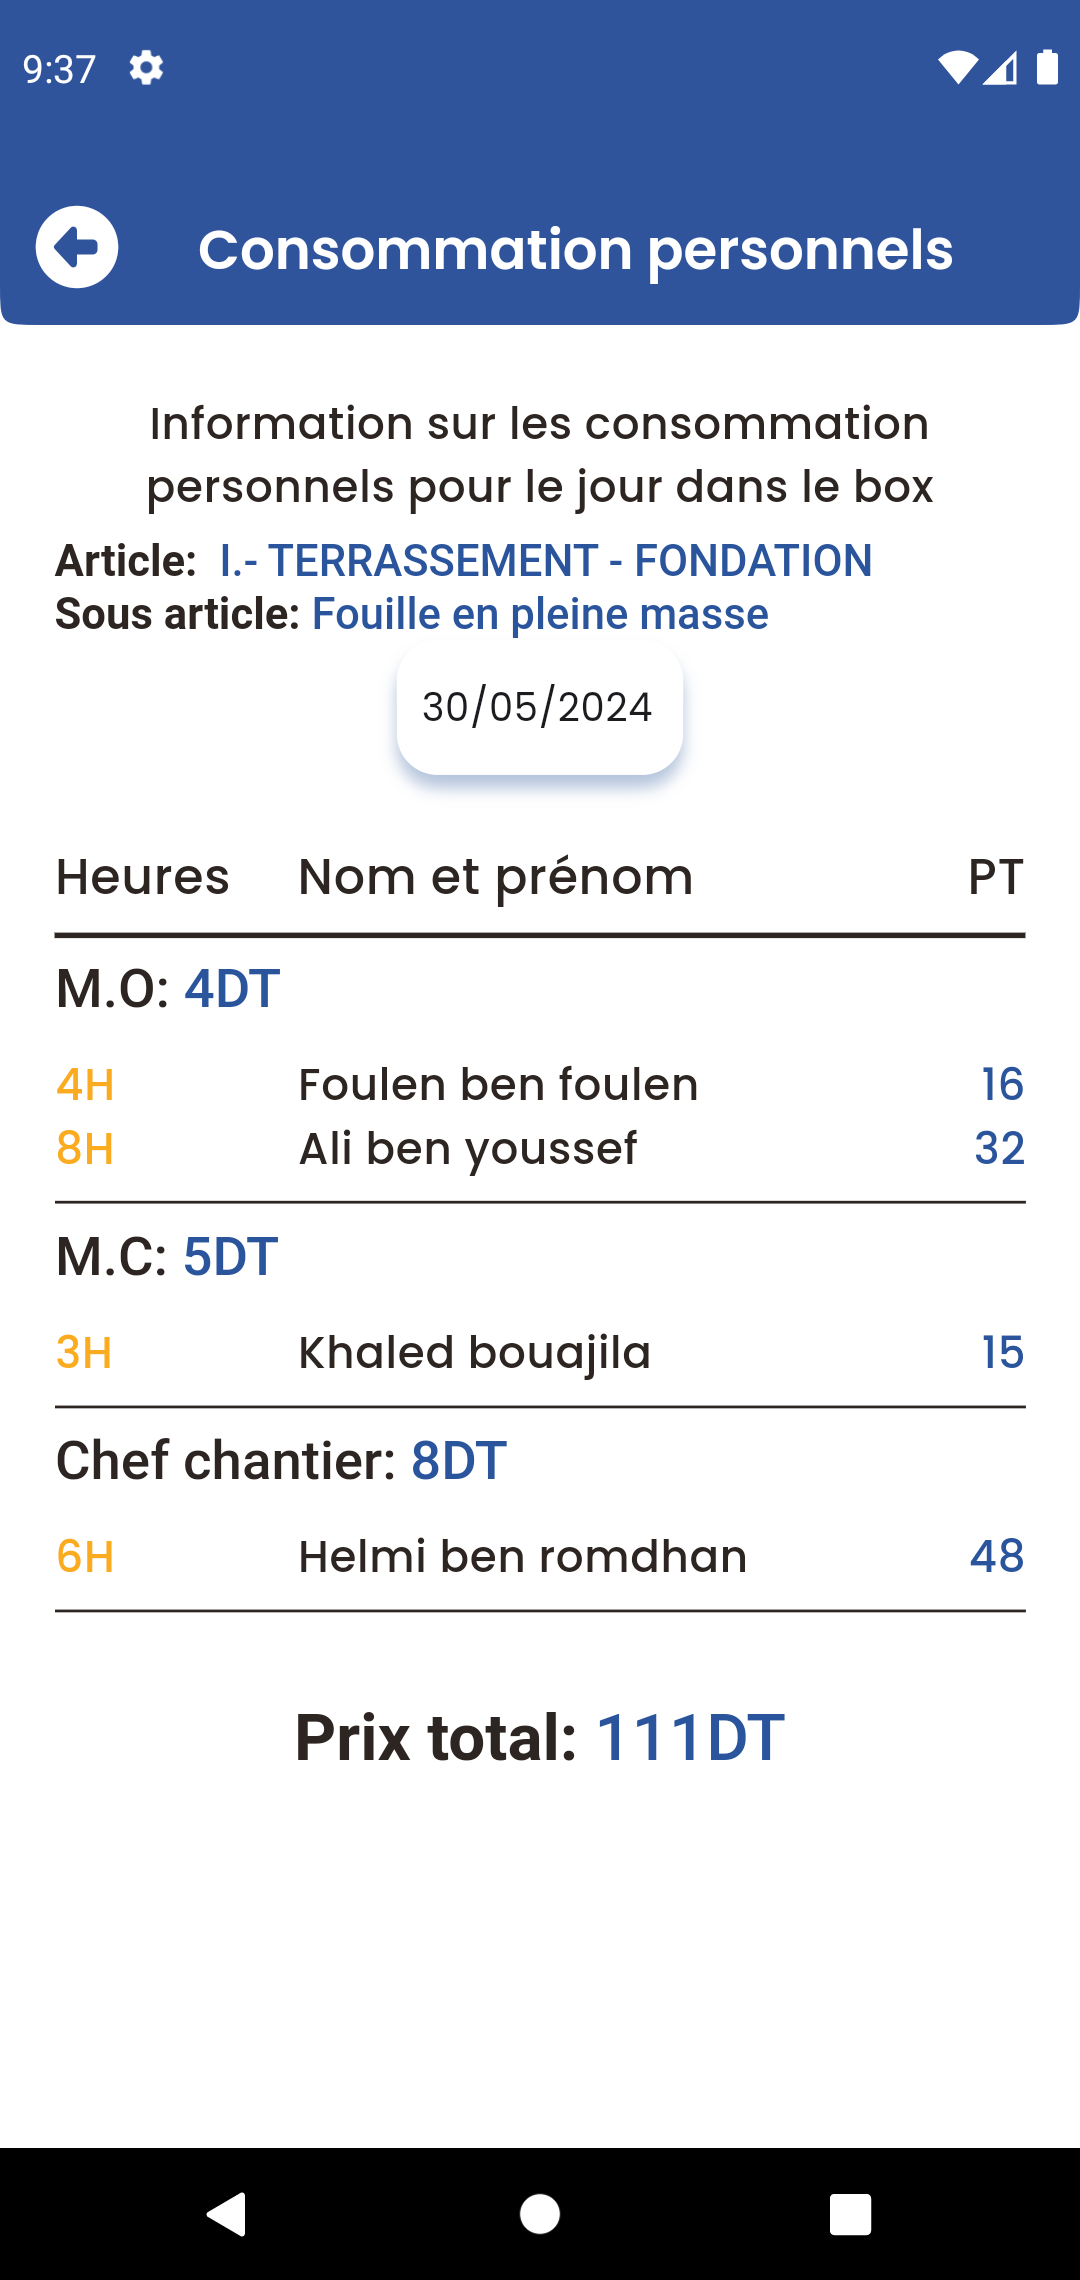 9:37
Consommation personnels
Information sur les consommation
personnels pour le jour dans le box
Article: I.- TERRASSEMENT - FONDATION
Sous article: Fouille en pleine masse
30/05/2024
Heures Nom et prénom PT
M.O: 4DT
4H Foulen ben foulen 16
8H Ali ben youssef 32
M.C: 5DT
3H Khaled bouajila 15
Chef chantier: 8DT
6H Helmi ben romdhan 48
Prix total: 111DT